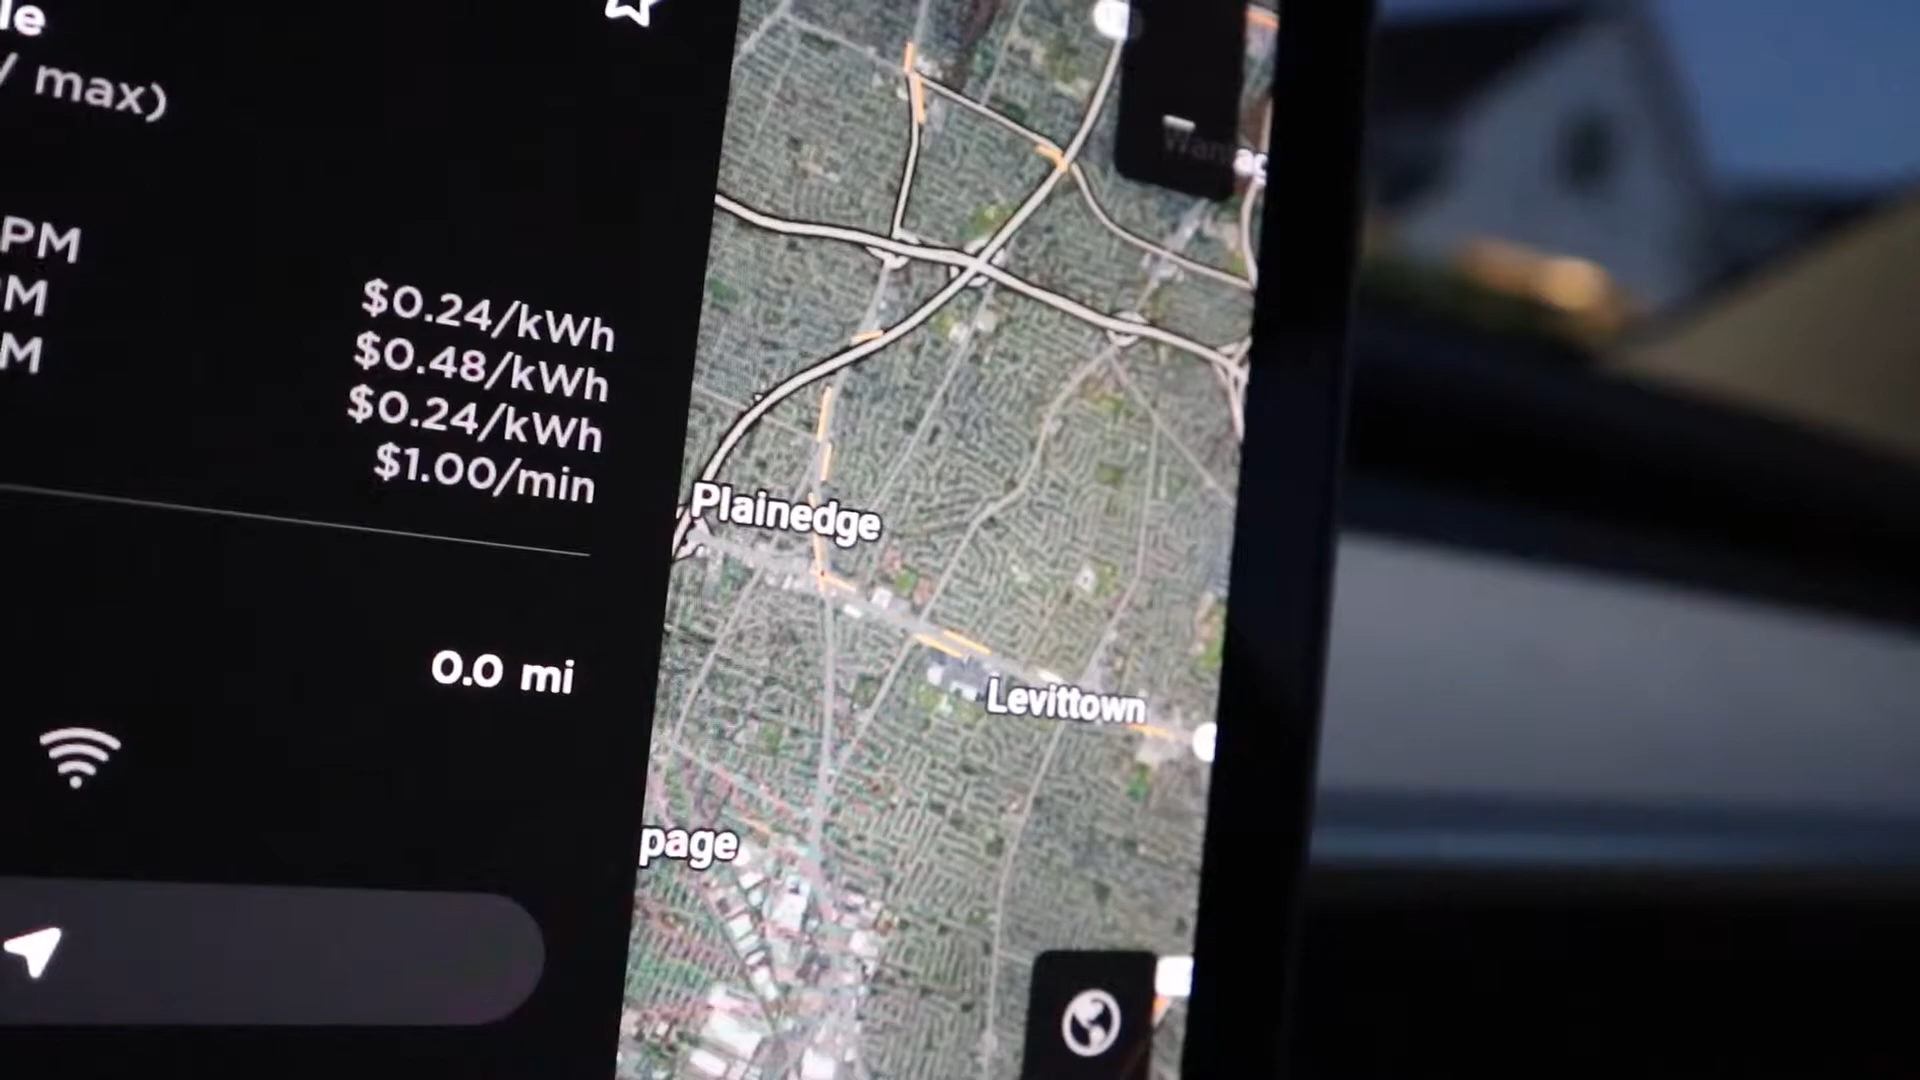 le
/ max)
PM
$0.24/kWh
M
$0.48/kWh
M
$0.24/kWh
$1.00/min
0.0 mi
Plainedge
Levittown
page